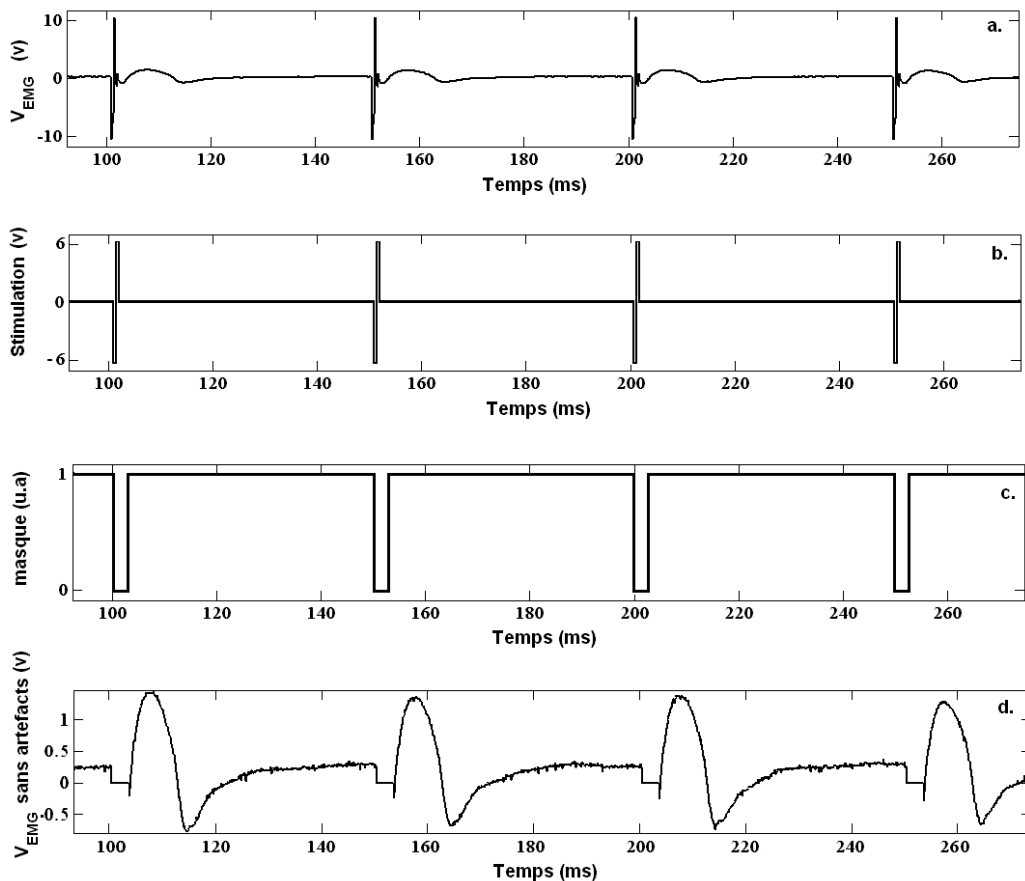 a.
V_EMG (v)
10
0
-10
100 120 140 160 180 200 220 240 260
Temps (ms)
b.
Stimulation (v)
6
0
-6
100 120 140 160 180 200 220 240 260
Temps (ms)
c.
masque (u.a)
1
0
100 120 140 160 180 200 220 240 260
Temps (ms)
d.
V_EMG sans artefacts (v)
1
0.5
0
-0.5
100 120 140 160 180 200 220 240 260
Temps (ms)